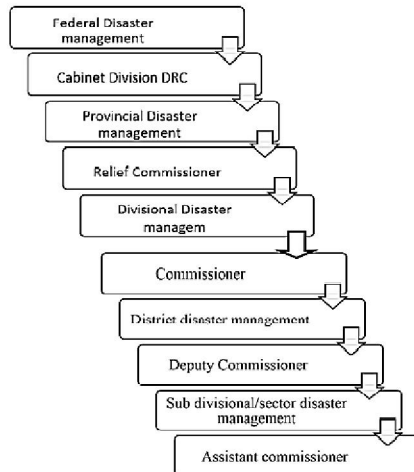 Federal Disaster
management
Cabinet Division DRC
Provincial Disaster
management
Relief Commissioner
Divisional Disaster
managem
Commissioner
District disaster management
Deputy Commissioner
Sub divisional/sector disaster
management
Assistant commissioner